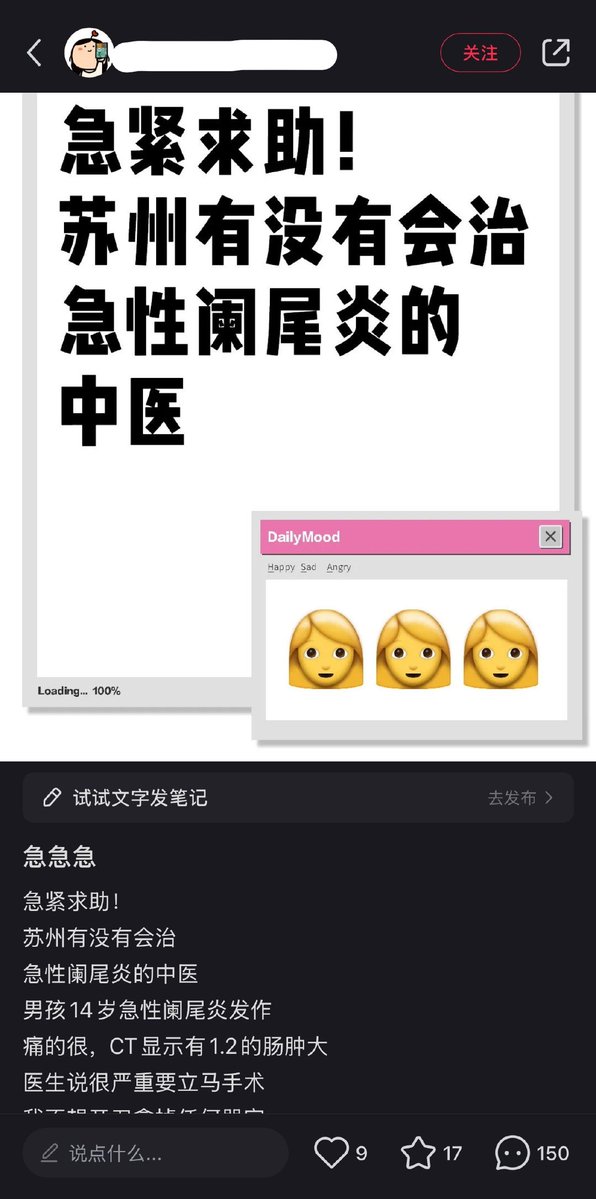 关注
急紧求助！
苏州有没有会治
急性阑尾炎的
中医
DailyMood
Happy Sad Angry
Loading... 100%
试试文字发笔记
去发布
急急急
急紧求助！
苏州有没有会治
急性阑尾炎的中医
男孩14岁急性阑尾炎发作
痛的很，CT显示有1.2的肠肿大
医生说很严重要立马手术
说点什么...
9
17
150